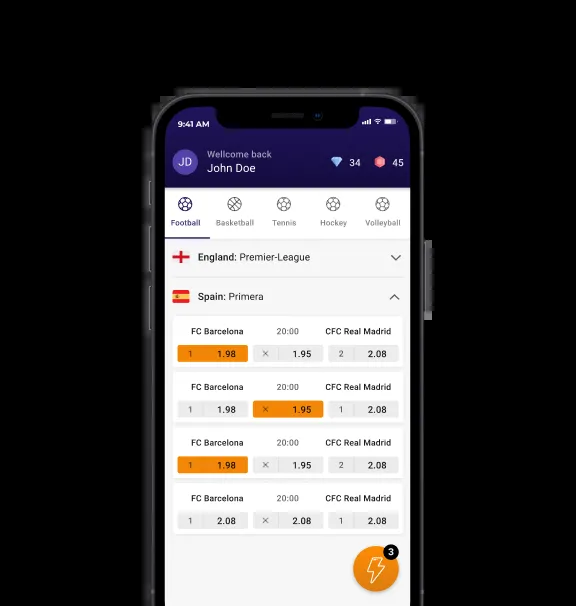 9:41 AM
Wellcome back
JD
John Doe
34
45
Football Basketball Tennis Hockey Volleyball
England: Premier-League
Spain: Primera
FC Barcelona 20:00 CFC Real Madrid
1 1.98 × 1.95 2 2.08
FC Barcelona 20:00 CFC Real Madrid
1 1.98 × 1.95 1 2.08
FC Barcelona 20:00 CFC Real Madrid
1 1.98 × 1.95 2 2.08
FC Barcelona 20:00 CFC Real Madrid
1 2.08 × 2.08 1 2.08
3